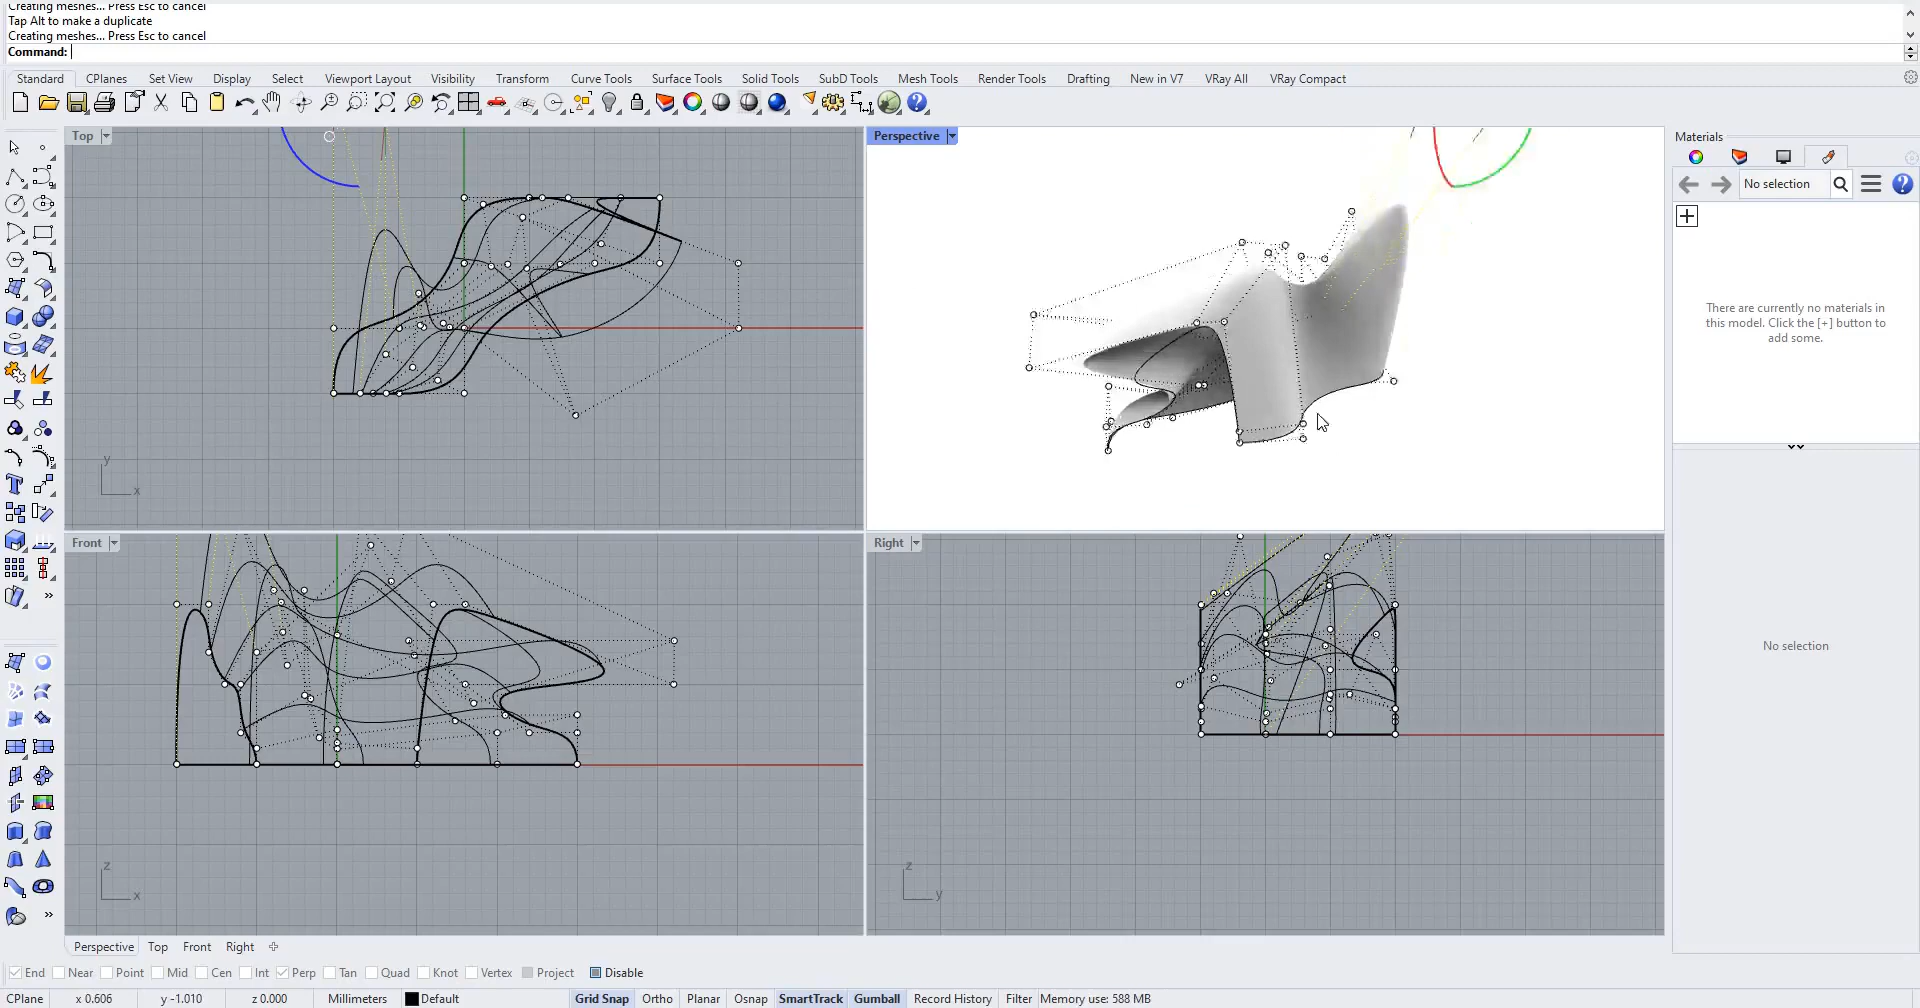 Creating meshes... Press Esc to cancel
Tap Alt to make a duplicate
Creating meshes... Press Esc to cancel
Command:
Standard CPlanes Set View Display Select Viewport Layout Visibility Transform Curve Tools Surface Tools Solid Tools SubD Tools Mesh Tools Render Tools Drafting New in V7 VRay All VRay Compact
Top
Perspective
Materials
No selection
There are currently no materials in
this model. Click the [+] button to
add some.
y
x
Front
Right
No selection
z
x
z
y
Perspective Top Front Right
End Near Point Mid Cen Int Perp Tan Quad Knot Vertex Project Disable
CPlane x 0.606 y -1.010 z 0.000 Millimeters Default Grid Snap Ortho Planar Osnap SmartTrack Gumball Record History Filter Memory use: 588 MB